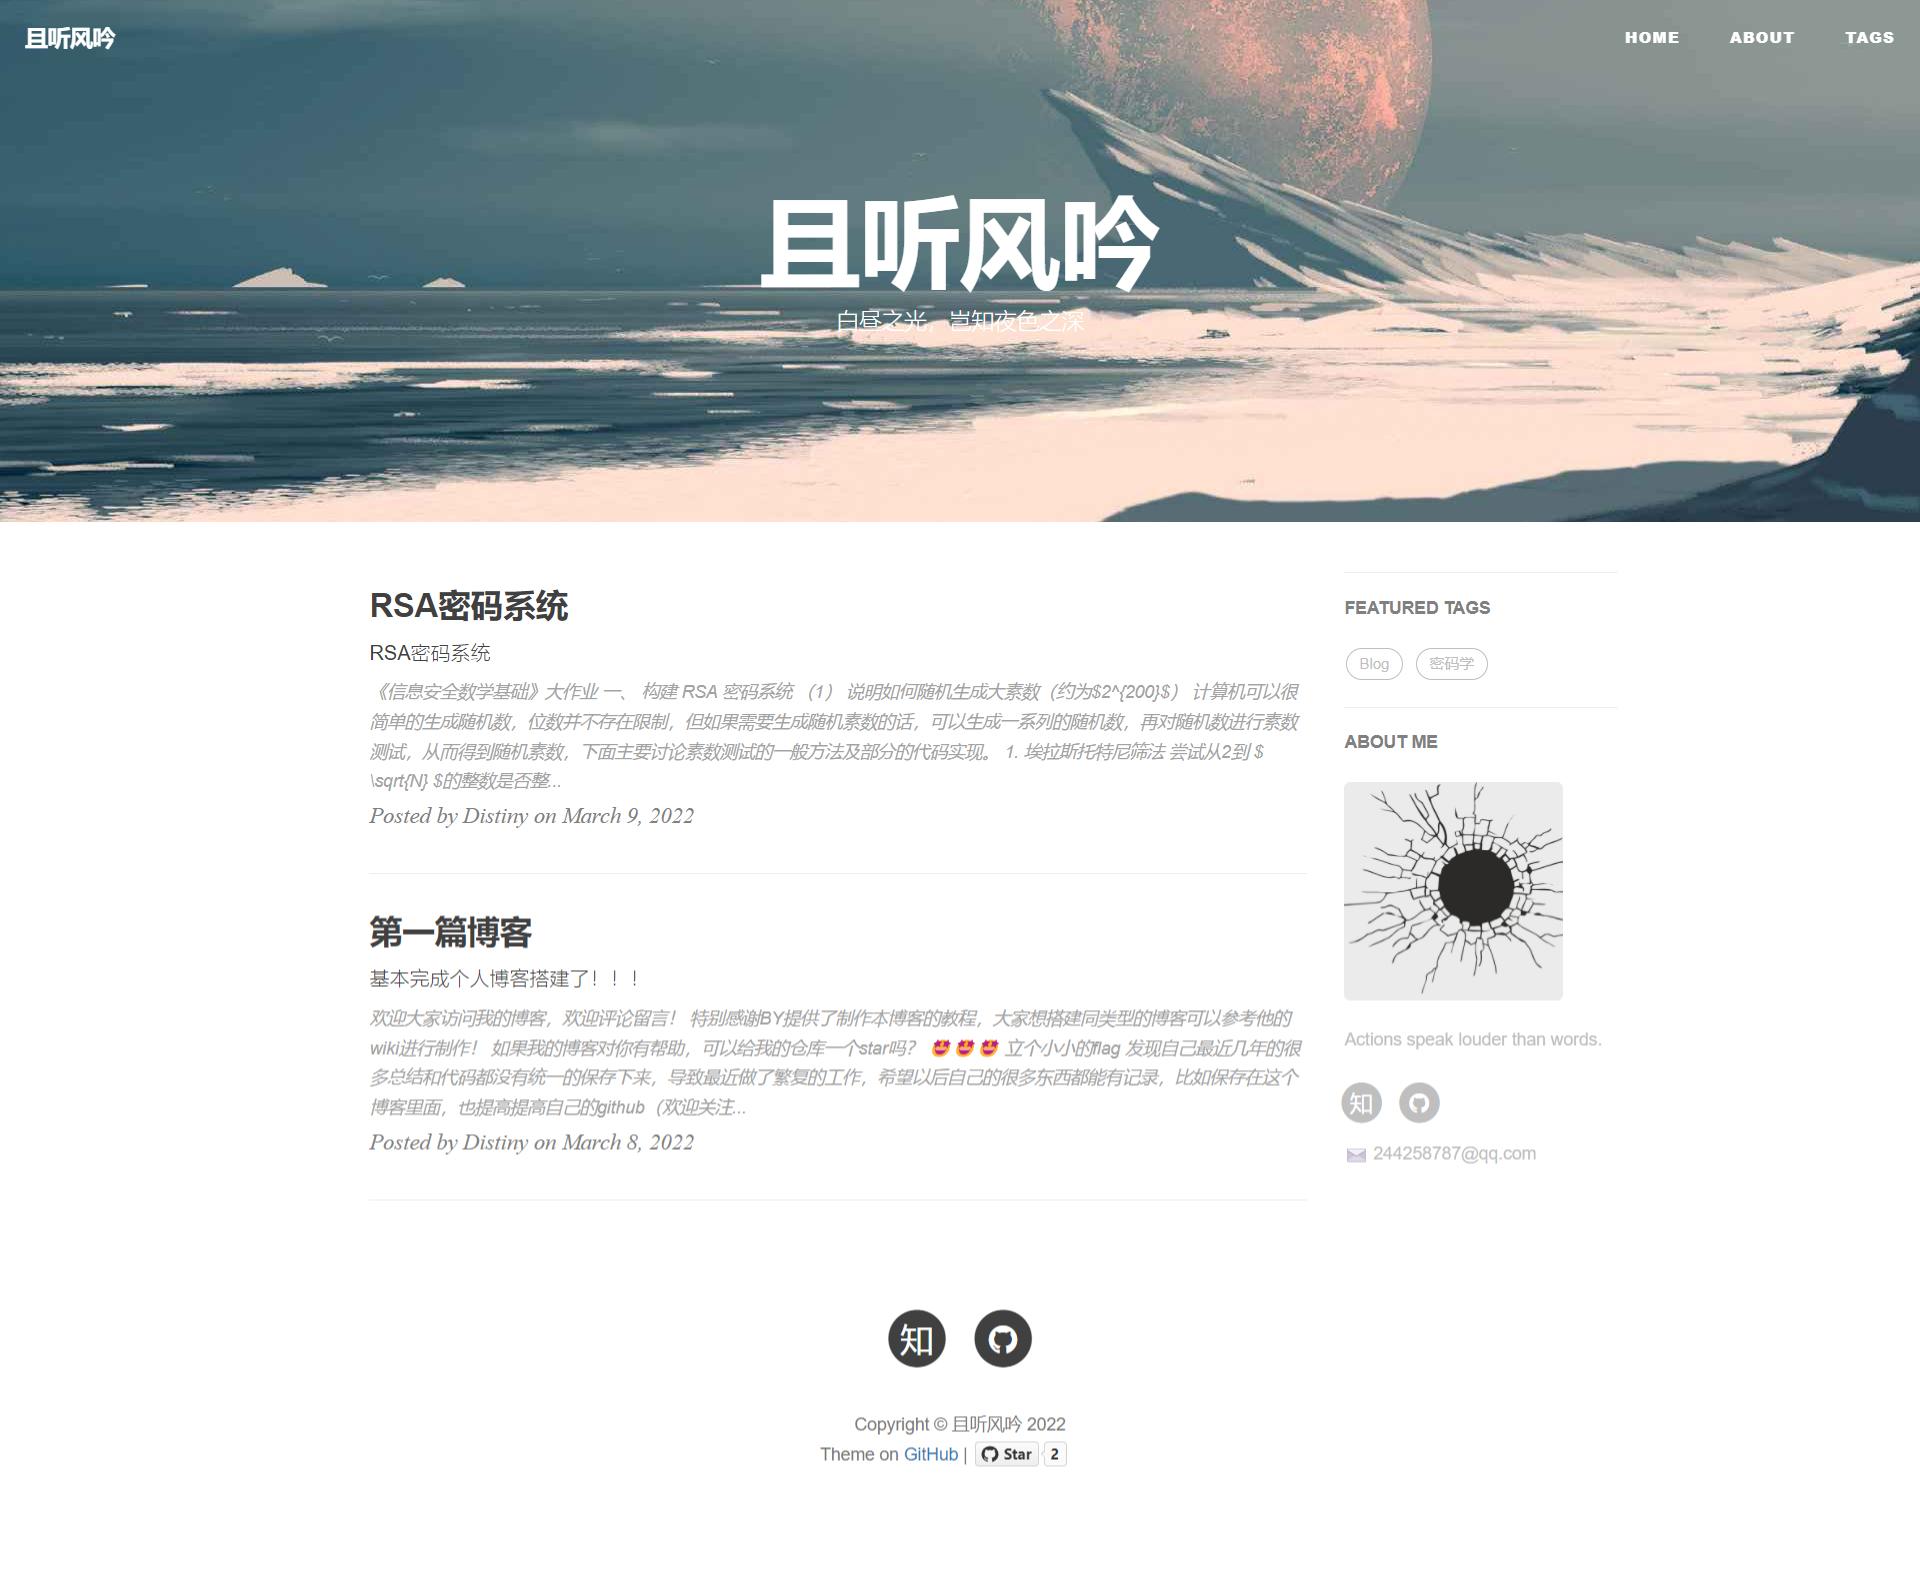 且听风吟
HOME ABOUT TAGS
且听风吟
白昼之光，岂知夜色之深
RSA密码系统
RSA密码系统
《信息安全数学基础》大作业 一、 构建 RSA 密码系统 （1） 说明如何随机生成大素数（约为$2^{200}$） 计算机可以很
简单的生成随机数，位数并不存在限制，但如果需要生成随机素数的话，可以生成一系列的随机数，再对随机数进行素数
测试，从而得到随机素数，下面主要讨论素数测试的一般方法及部分的代码实现。 1. 埃拉斯托特尼筛法 尝试从2到 $
\sqrt{N} $的整数是否整...
Posted by Distiny on March 9, 2022
第一篇博客
基本完成个人博客搭建了！！！
欢迎大家访问我的博客，欢迎评论留言！ 特别感谢BY提供了制作本博客的教程，大家想搭建同类型的博客可以参考他的
wiki进行制作！ 如果我的博客对你有帮助，可以给我的仓库一个star吗？ 🤩 🤩 🤩 立个小小的flag 发现自己最近几年的很
多总结和代码都没有统一的保存下来，导致最近做了繁复的工作，希望以后自己的很多东西都能有记录，比如保存在这个
博客里面，也提高提高自己的github（欢迎关注...
Posted by Distiny on March 8, 2022
FEATURED TAGS
Blog 密码学
ABOUT ME
Actions speak louder than words.
知
244258787@qq.com
知
Copyright © 且听风吟 2022
Theme on GitHub | Star 2